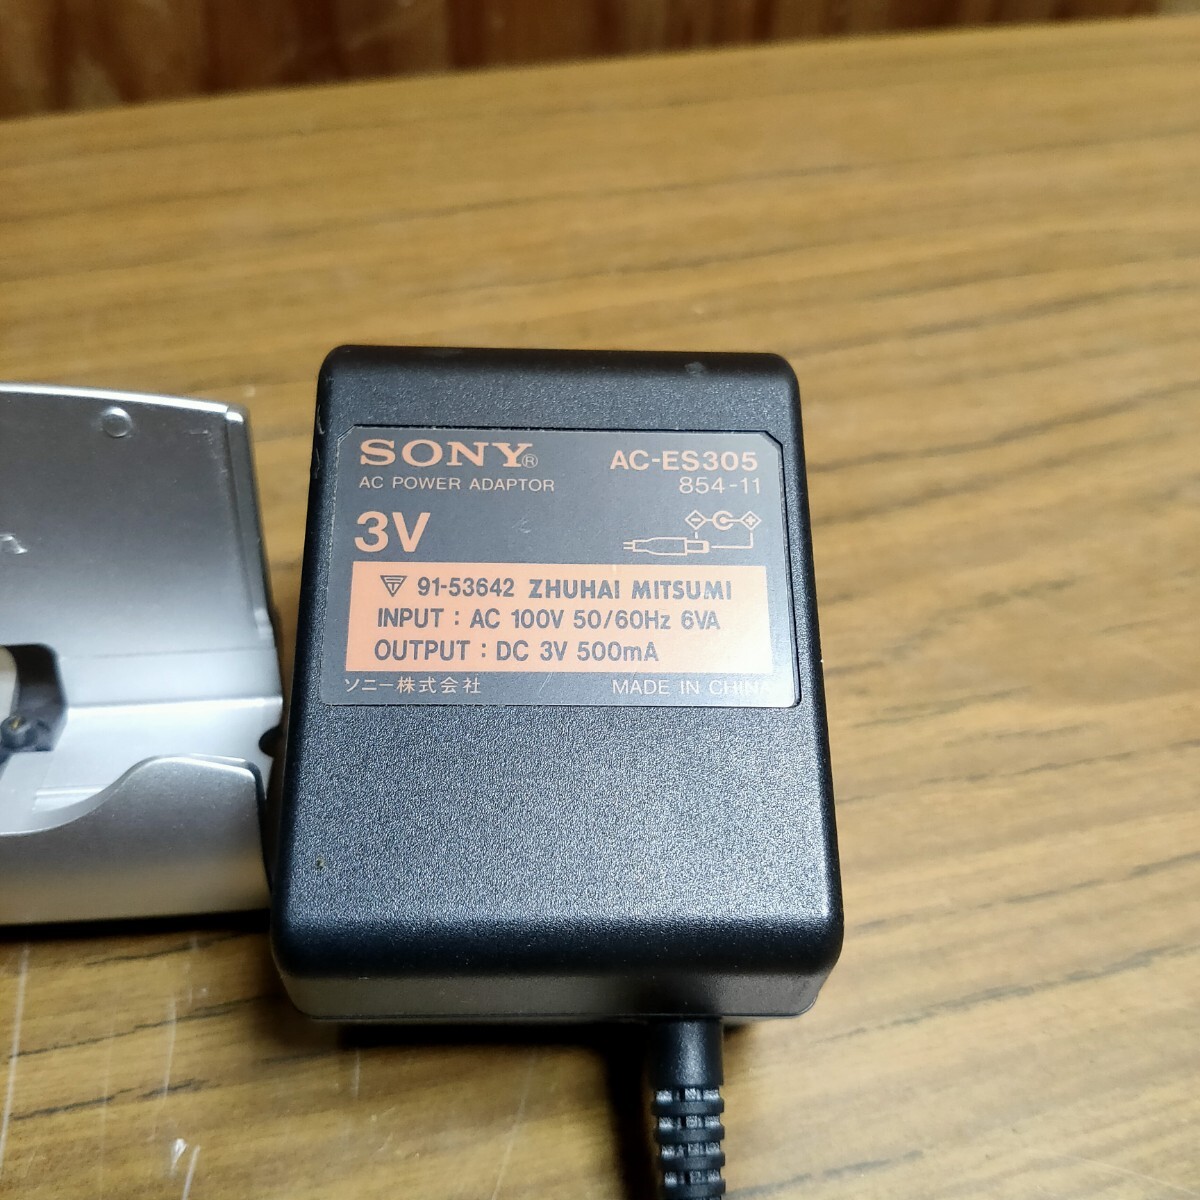 SONY® AC-ES305
AC POWER ADAPTOR 854-11
3V
91-53642 ZHUHAI MITSUMI
INPUT : AC 100V 50/60Hz 6VA
OUTPUT : DC 3V 500mA
ソニー株式会社 MADE IN CHINA